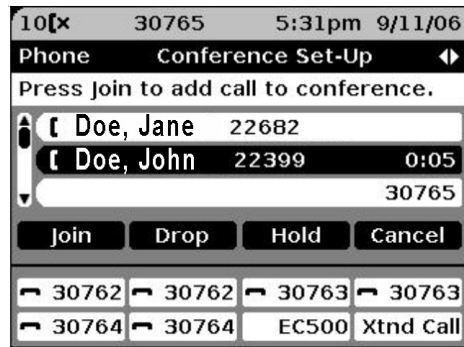 10 30765 5:31pm 9/11/06
Phone Conference Set-Up
Press Join to add call to conference.
Doe, Jane 22682
Doe, John 22399 0:05
30765
Join Drop Hold Cancel
30762 30762 30763 30763
30764 30764 EC500 Xtnd Call